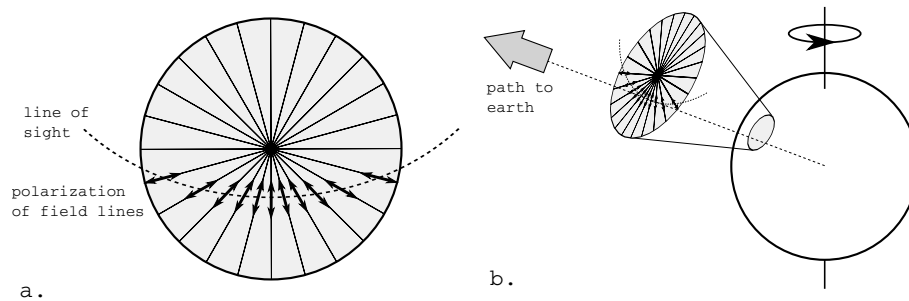 line of
sight
polarization
of field lines
a.
path to
earth
b.